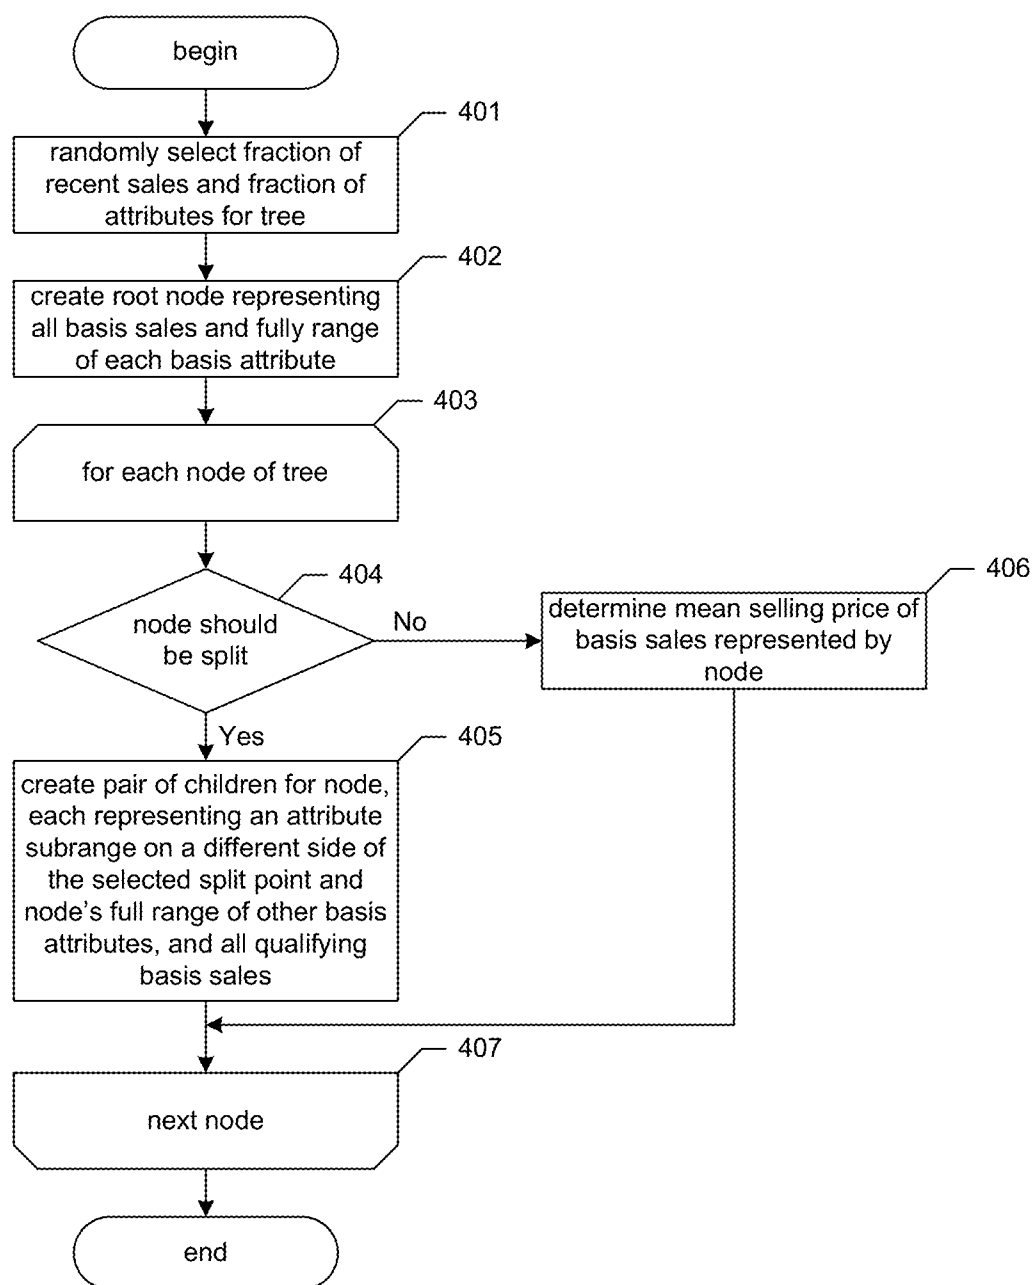 begin
401
randomly select fraction of
recent sales and fraction of
attributes for tree
402
create root node representing
all basis sales and fully range
of each basis attribute
403
for each node of tree
404
node should
be split
No
406
determine mean selling price of
basis sales represented by
node
Yes
405
create pair of children for node,
each representing an attribute
subrange on a different side of
the selected split point and
node’s full range of other basis
attributes, and all qualifying
basis sales
407
next node
end